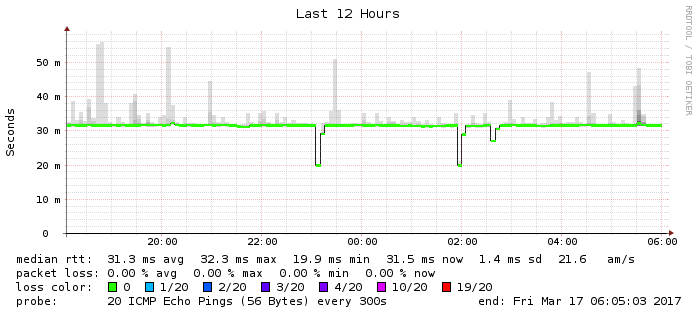 Last 12 Hours
RRDTOOL / TOBI OETIKER
Seconds
50 m
40 m
30 m
20 m
10 m
0
20:00 22:00 00:00 02:00 04:00 06:00
median rtt: 31.3 ms avg 32.3 ms max 19.9 ms min 31.5 ms now 1.4 ms sd 21.6 am/s
packet loss: 0.00 % avg 0.00 % max 0.00 % min 0.00 % now
loss color: 0 1/20 2/20 3/20 4/20 10/20 19/20
probe: 20 ICMP Echo Pings (56 Bytes) every 300s end: Fri Mar 17 06:05:03 2017